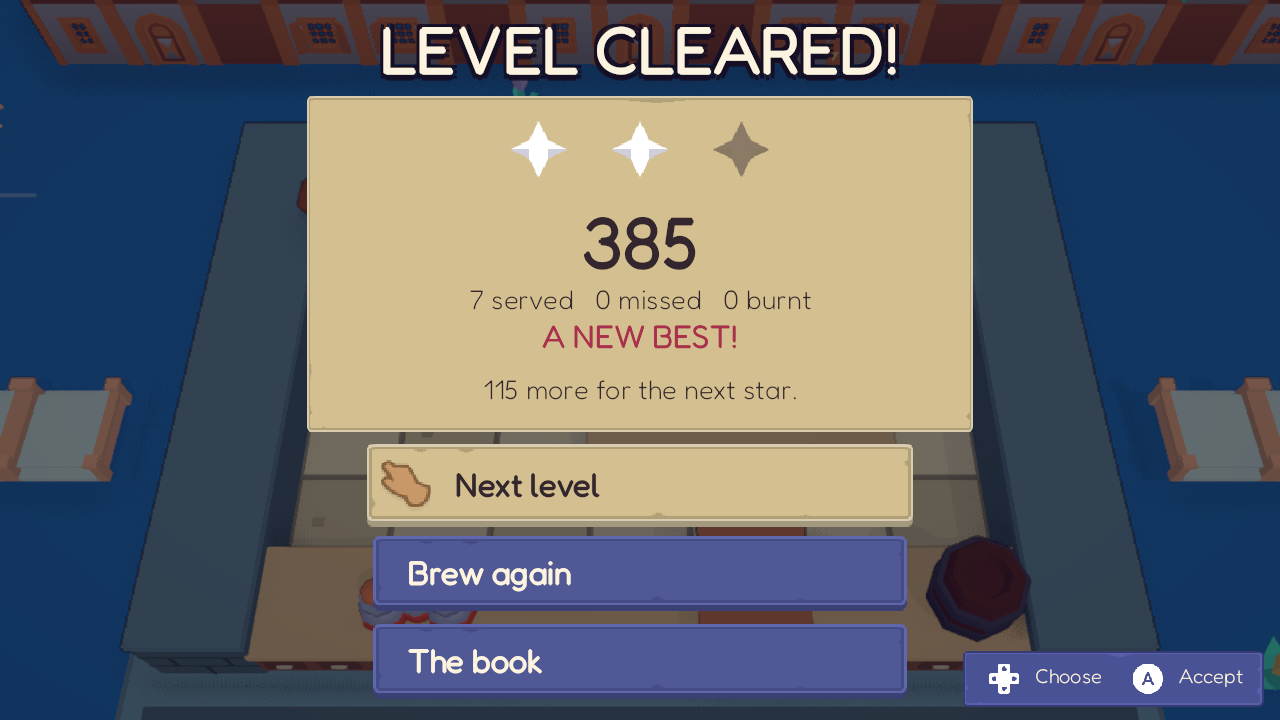 LEVEL CLEARED!
385
7 served 0 missed 0 burnt
A NEW BEST!
115 more for the next star.
Next level
Brew again
The book
Choose A Accept